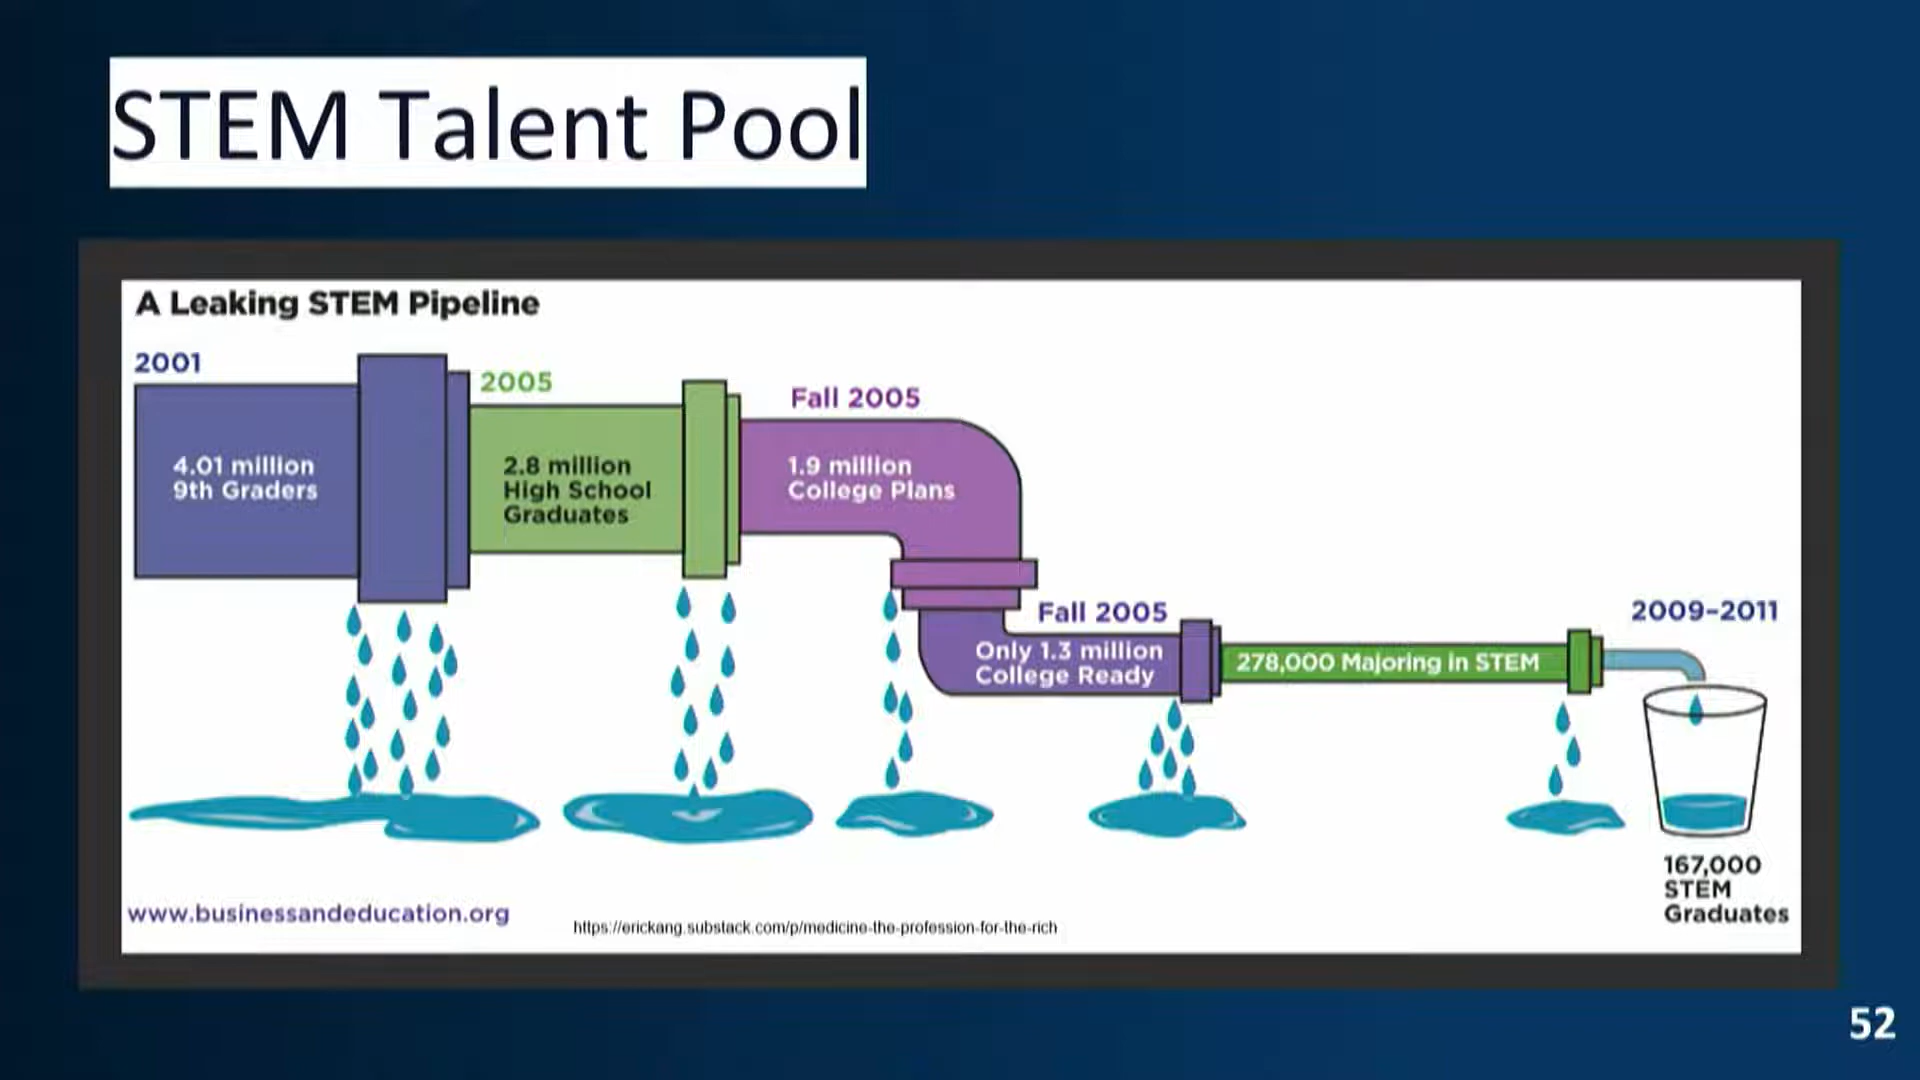 STEM Talent Pool
A Leaking STEM Pipeline
2001
4.01 million
9th Graders
2005
2.8 million
High School
Graduates
Fall 2005
1.9 million
College Plans
Fall 2005
Only 1.3 million
College Ready
278,000 Majoring in STEM
2009–2011
167,000
STEM
Graduates
www.businessandeducation.org
https://erickang.substack.com/p/medicine-the-profession-for-the-rich
52